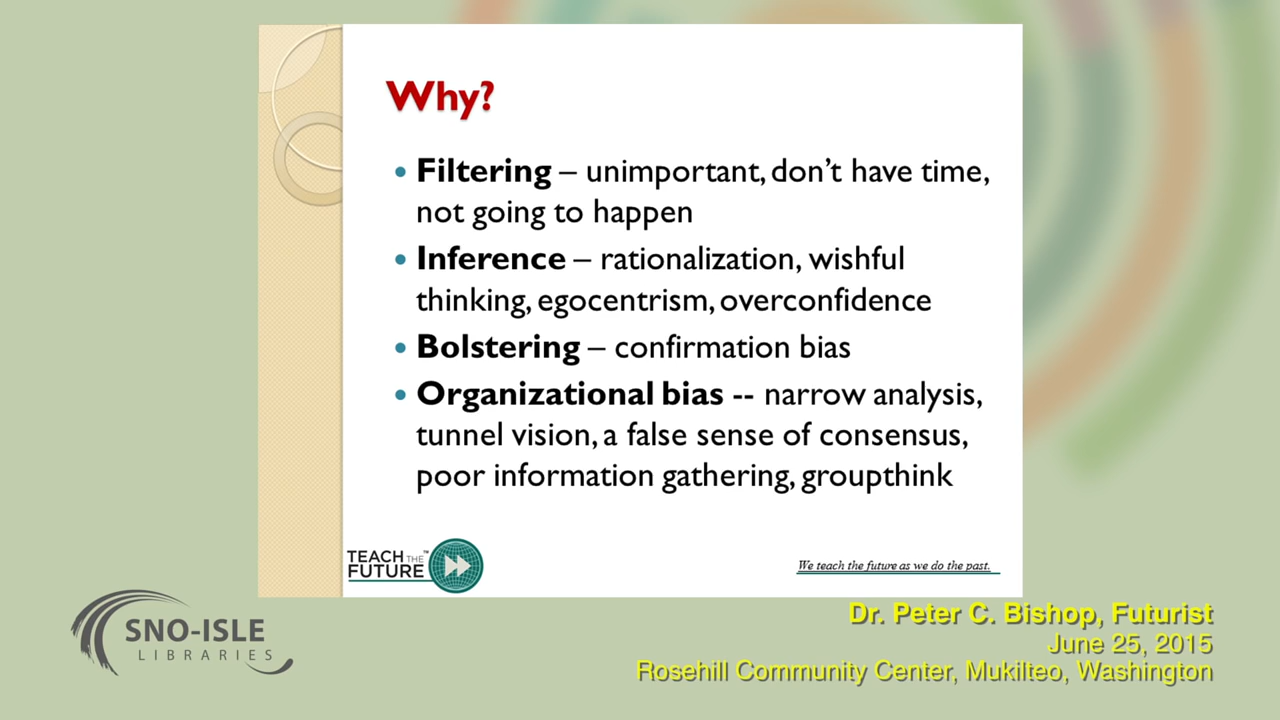 Why?
• Filtering – unimportant, don’t have time,
not going to happen
• Inference – rationalization, wishful
thinking, egocentrism, overconfidence
• Bolstering – confirmation bias
• Organizational bias -- narrow analysis,
tunnel vision, a false sense of consensus,
poor information gathering, groupthink
TEACH THE
FUTURE™
We teach the future as we do the past.
SNO-ISLE
LIBRARIES
Dr. Peter C. Bishop, Futurist
June 25, 2015
Rosehill Community Center, Mukilteo, Washington